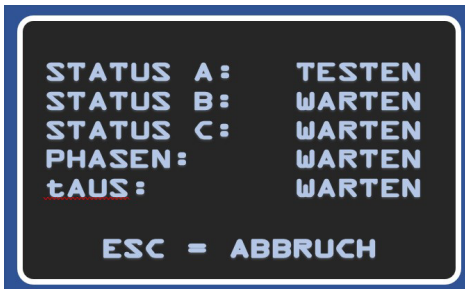 STATUS A: TESTEN
STATUS B: WARTEN
STATUS C: WARTEN
PHASEN: WARTEN
tAUS: WARTEN
ESC = ABBRUCH